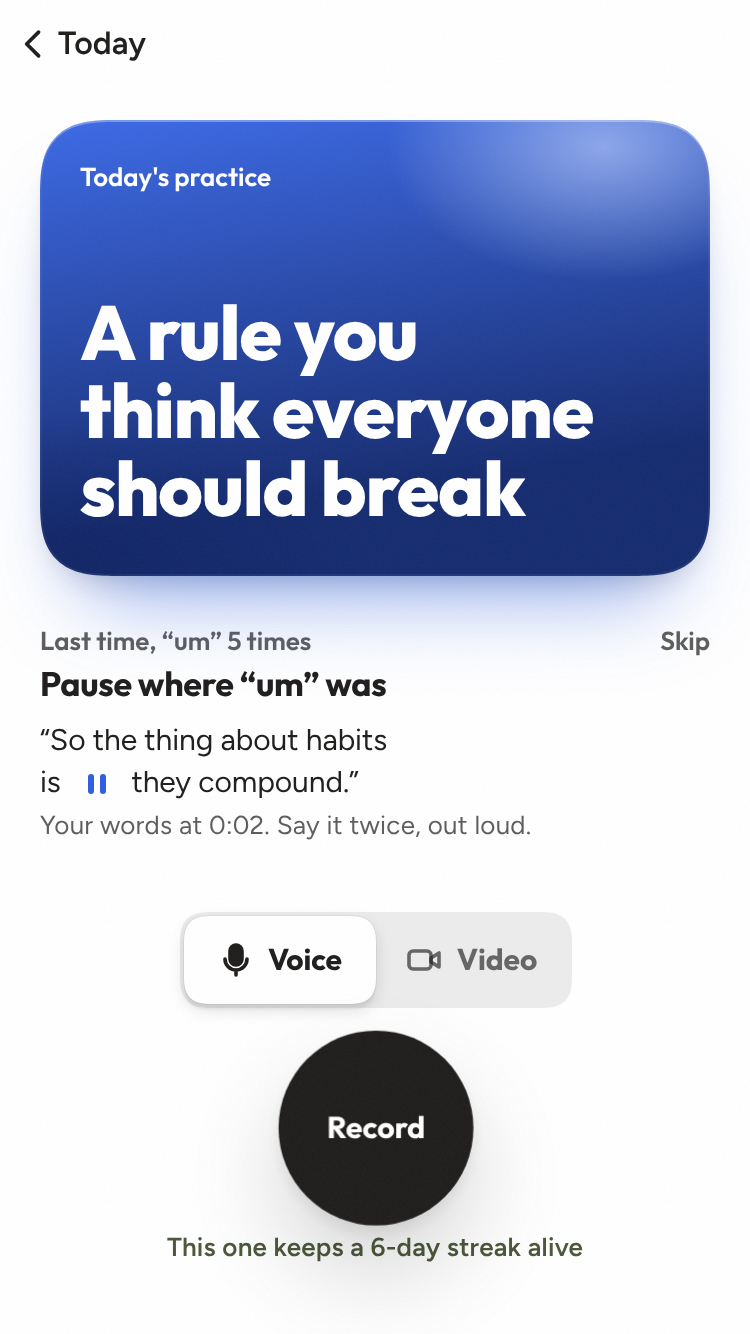 Today
Today's practice
A rule you
think everyone
should break
Last time, “um” 5 times
Skip
Pause where “um” was
“So the thing about habits
is they compound.”
Your words at 0:02. Say it twice, out loud.
Voice
Video
Record
This one keeps a 6-day streak alive